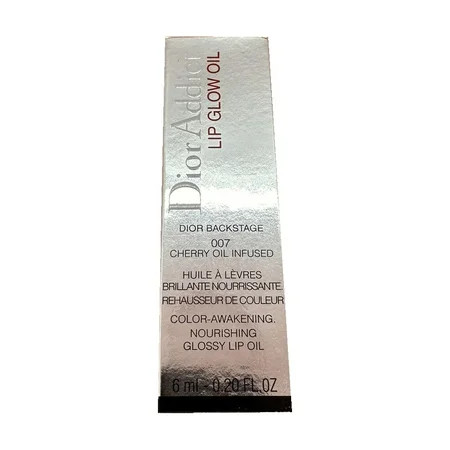 Dior Addict
LIP GLOW OIL
DIOR BACKSTAGE
007
CHERRY OIL INFUSED
HUILE À LÈVRES
BRILLANTE NOURRISSANTE.
REHAUSSEUR DE COULEUR
COLOR-AWAKENING.
NOURISHING
GLOSSY LIP OIL
6 ml - 0.20 FL.OZ